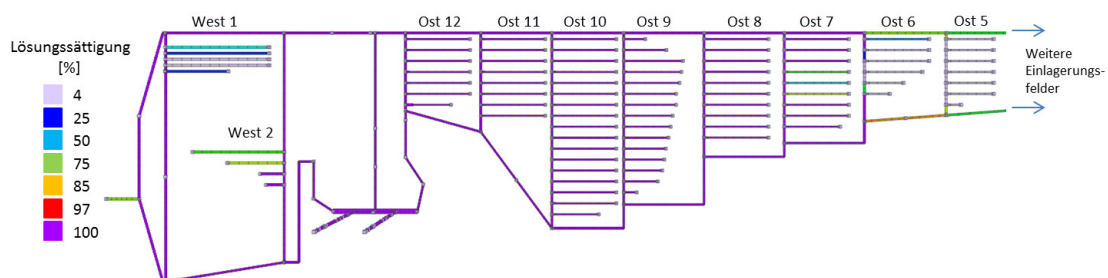 West 1
Ost 12
Ost 11
Ost 10
Ost 9
Ost 8
Ost 7
Ost 6
Ost 5
Lösungssättigung
[%]
4
25
50
75
85
97
100
West 2
Weitere
Einlagerungs-
felder